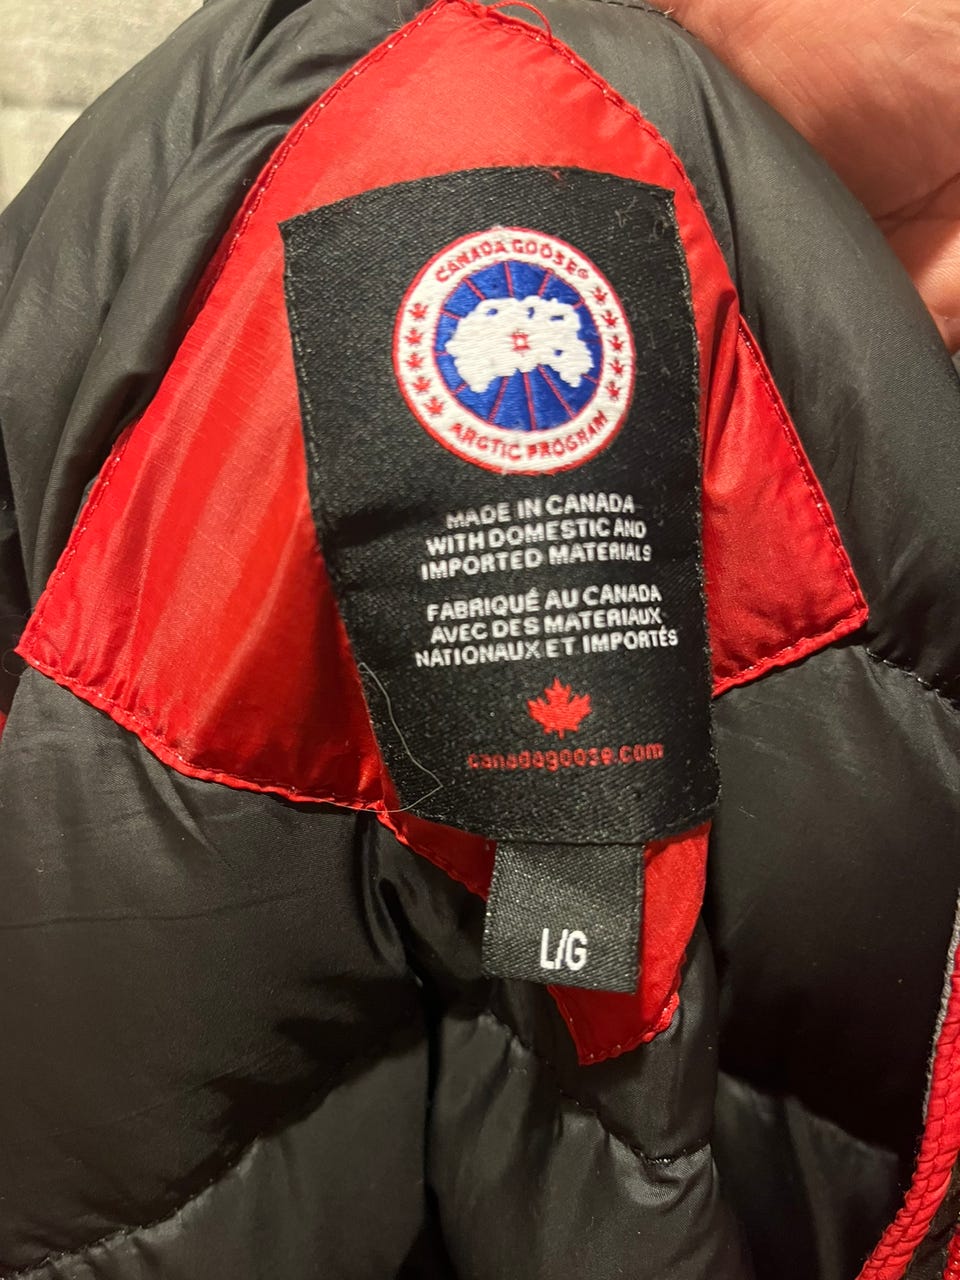 CANADA GOOSE®
ARCTIC PROGRAM
MADE IN CANADA
WITH DOMESTIC AND
IMPORTED MATERIALS
FABRIQUÉ AU CANADA
AVEC DES MATERIAUX
NATIONAUX ET IMPORTÉS
canadagoose.com
L/G